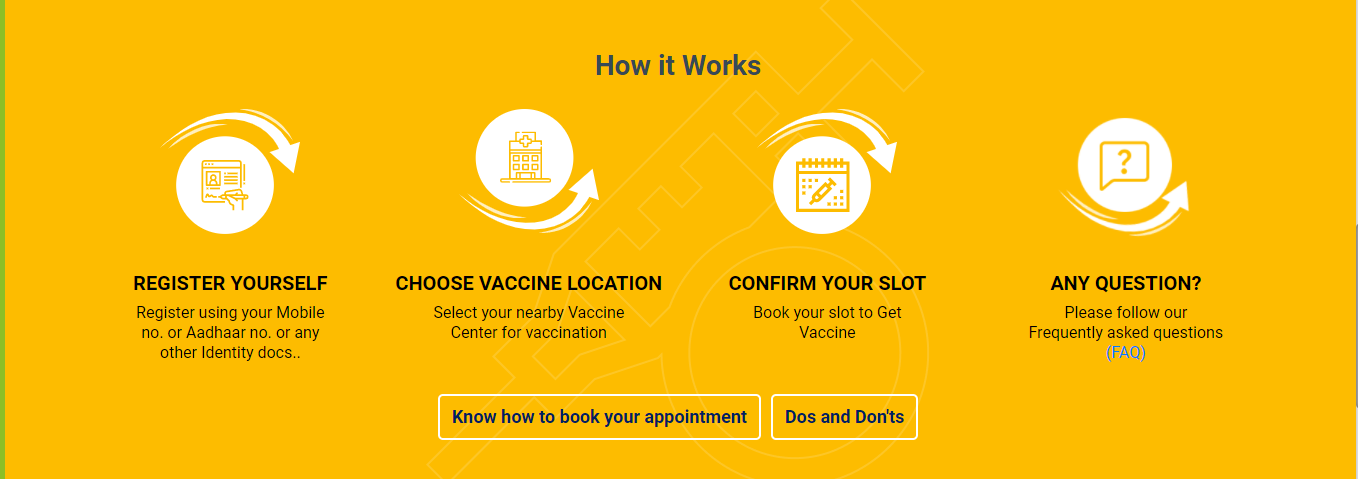 How it Works
REGISTER YOURSELF
Register using your Mobile
no. or Aadhaar no. or any
other Identity docs..
CHOOSE VACCINE LOCATION
Select your nearby Vaccine
Center for vaccination
CONFIRM YOUR SLOT
Book your slot to Get
Vaccine
ANY QUESTION?
Please follow our
Frequently asked questions
(FAQ)
Know how to book your appointment
Dos and Don'ts